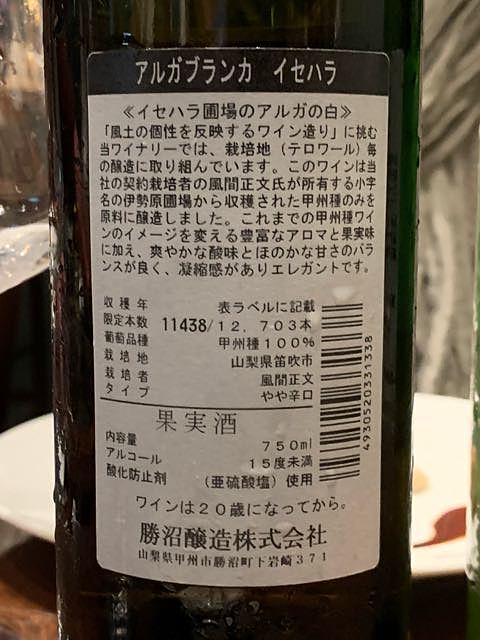 アルガブランカ イセハラ
≪イセハラ圃場のアルガの白≫
「風土の個性を反映するワイン造り」に挑む
当ワイナリーでは、栽培地（テロワール）毎
の醸造に取り組んでいます。このワインは当
社の契約栽培者の風間正文氏が所有する小字
名の伊勢原圃場から収穫された甲州種のみを
原料に醸造しました。これまでの甲州種ワイ
ンのイメージを変える豊富なアロマと果実味
に加え、爽やかな酸味とほのかな甘さのバラ
ンスが良く、凝縮感がありエレガントです。
収穫年 表ラベルに記載
限定本数 11438/12,703本
葡萄品種 甲州種100%
栽培地 山梨県笛吹市
栽培者 風間正文
タイプ やや辛口
果実酒
内容量 750ml
アルコール 15度未満
酸化防止剤 （亜硫酸塩）使用
4930520331338
ワインは20歳になってから。
勝沼醸造株式会社
山梨県甲州市勝沼町下岩崎371